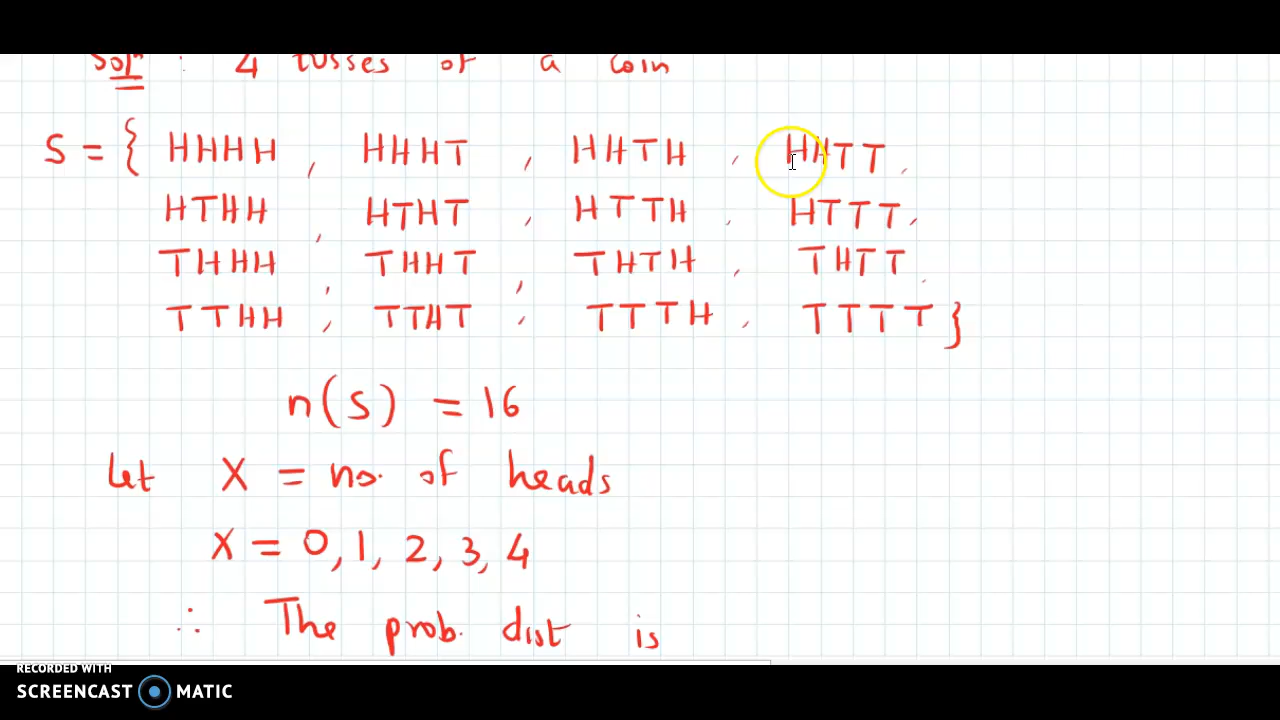 Soln : 4 tosses of a coin
S = { HHHH , HHHT , HHTH , HHTT ,
HTHH , HTHT , HTTH , HTTT ,
THHH , THHT , THTH , THTT ,
TTHH , TTHT , TTTH , TTTT }
n(S) = 16
Let X = no. of heads
X = 0, 1, 2, 3, 4
∴ The prob. dist is
RECORDED WITH
SCREENCAST MATIC